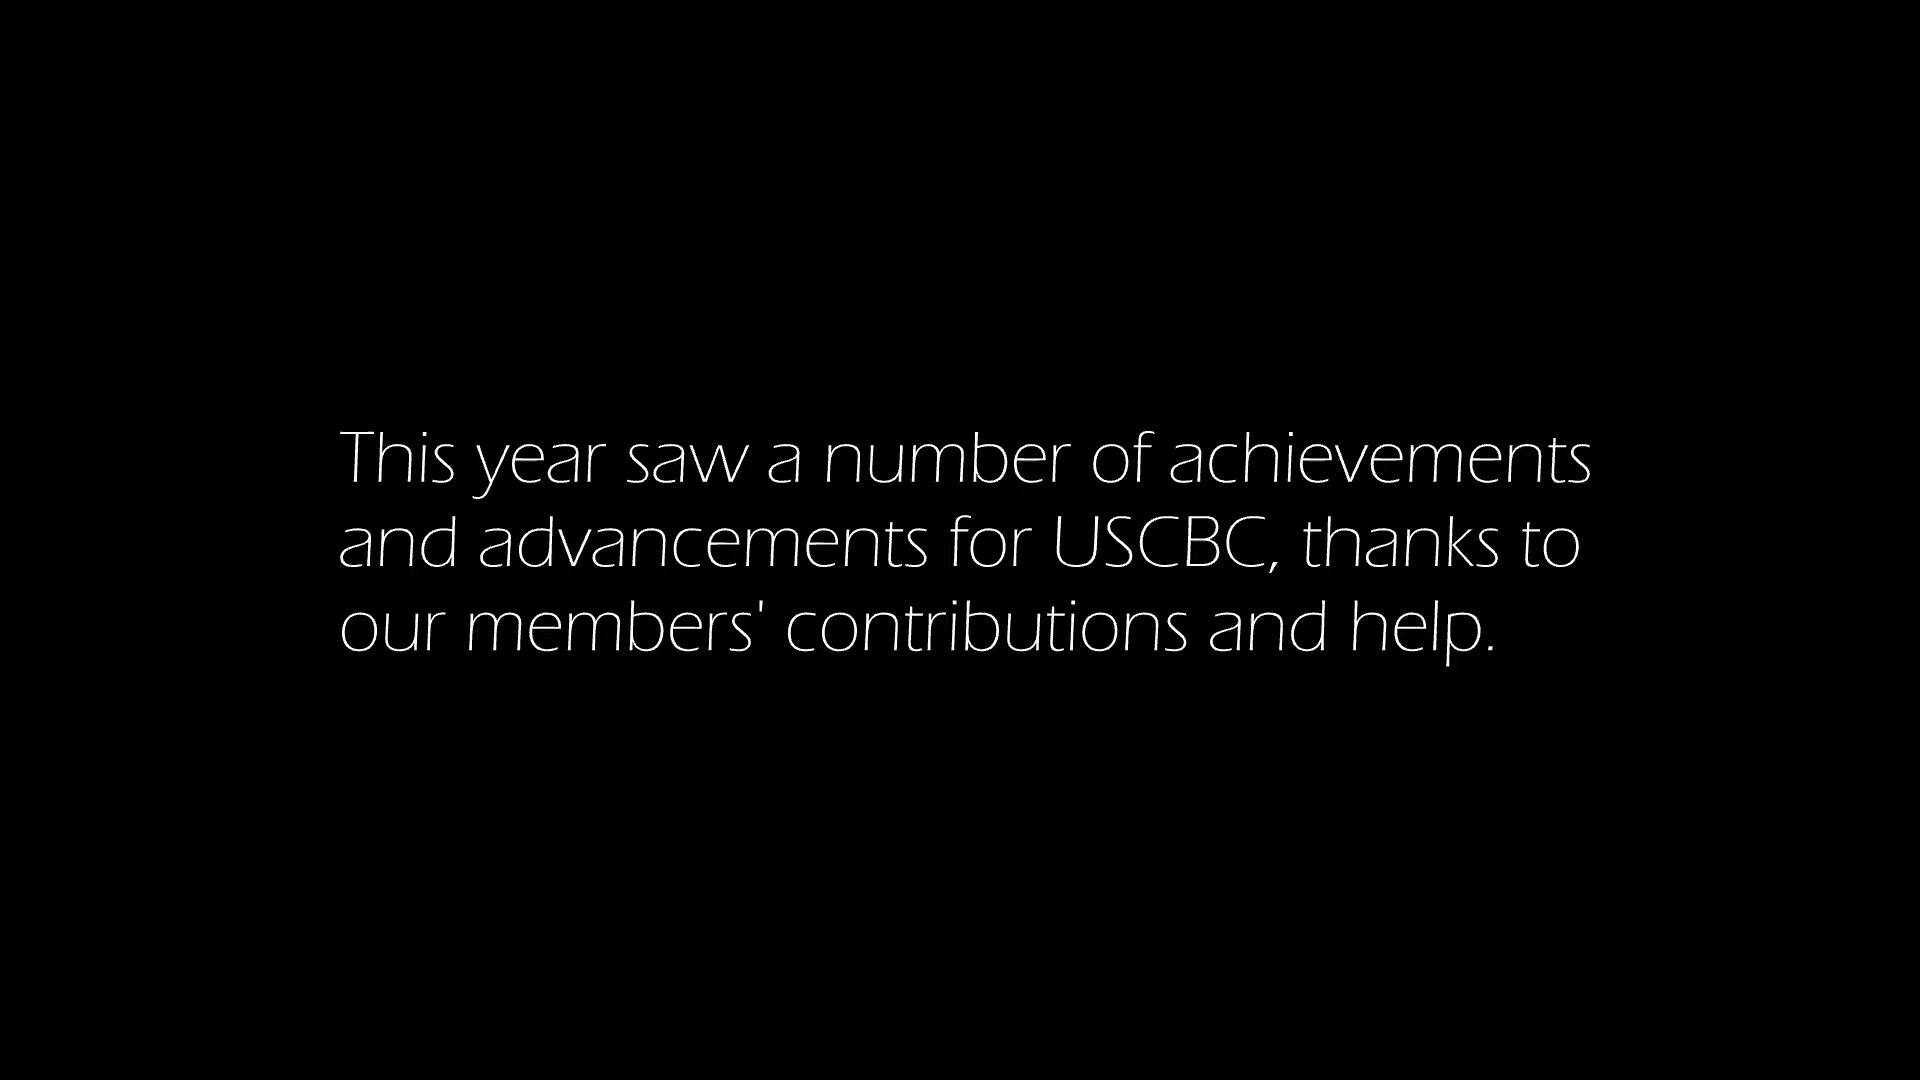 This year saw a number of achievements
and advancements for USCBC, thanks to
our members' contributions and help.